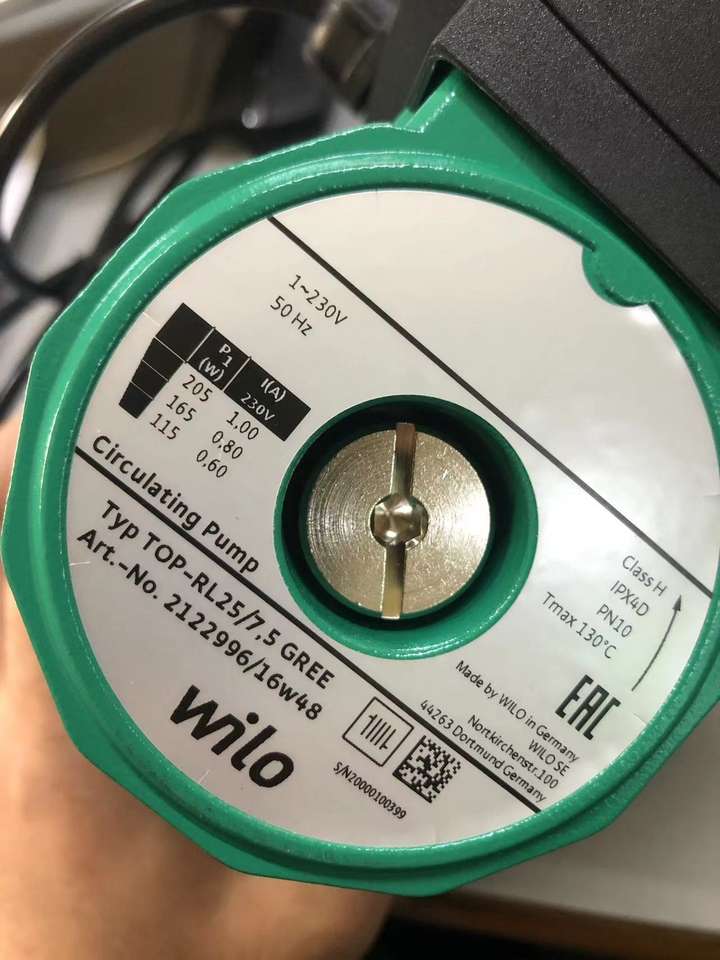 1~230V
50 Hz
P1 (W) I(A) 230V
205 1,00
165 0,80
115 0,60
Circulating Pump
Typ TOP-RL25/7,5 GREE
Art.-No. 2122996/16w48
wilo
S/N20000100399
Class H
IPX4D
PN10
Tmax 130°C
EAC
Made by WILO in Germany
WILO SE
Nortkirchenstr.100
44263 Dortmund Germany